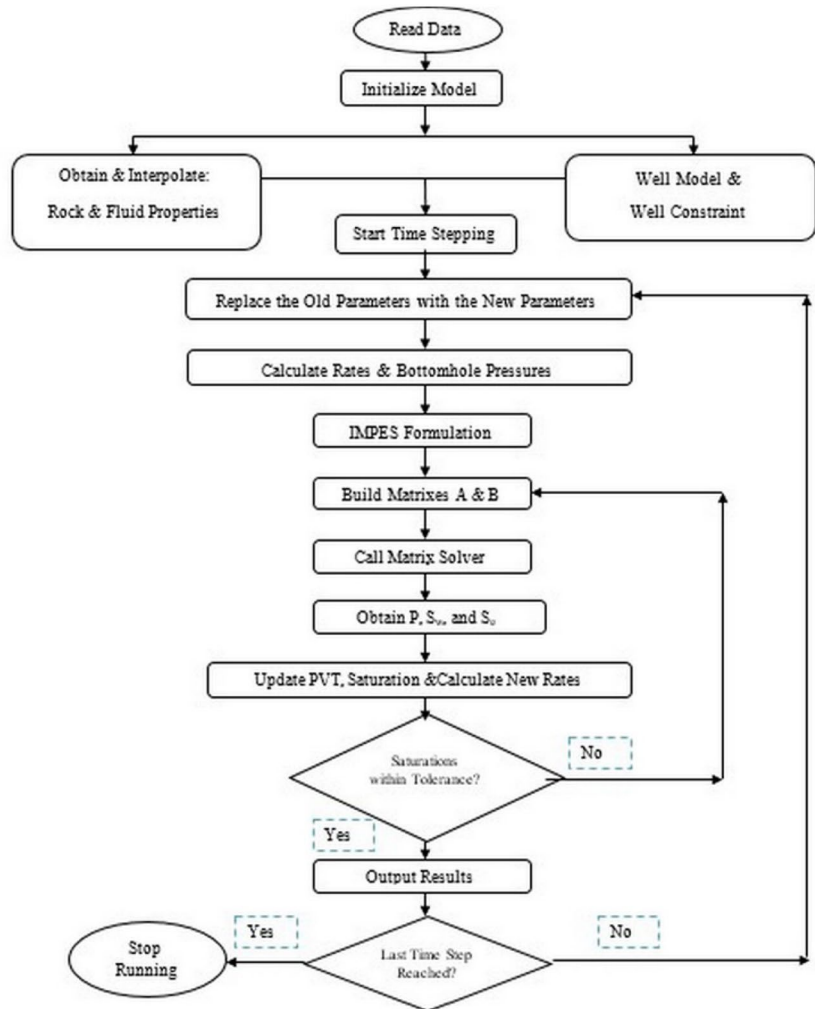 Read Data
Initialize Model
Obtain & Interpolate:
Rock & Fluid Properties
Well Model &
Well Constraint
Start Time Stepping
Replace the Old Parameters with the New Parameters
Calculate Rates & Bottomhole Pressures
IMPES Formulation
Build Matrixes A & B
Call Matrix Solver
Obtain P, Sw, and So
Update PVT, Saturation &Calculate New Rates
Saturations
within Tolerance?
No
Yes
Output Results
Last Time Step
Reached?
Yes
No
Stop
Running